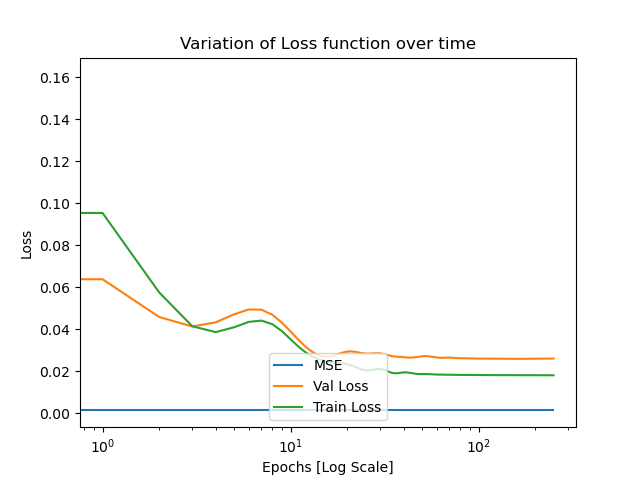 Variation of Loss function over time
0.16
0.14
0.12
0.10
0.08
0.06
0.04
0.02
0.00
Loss
MSE
Val Loss
Train Loss
10⁰
10¹
10²
Epochs [Log Scale]